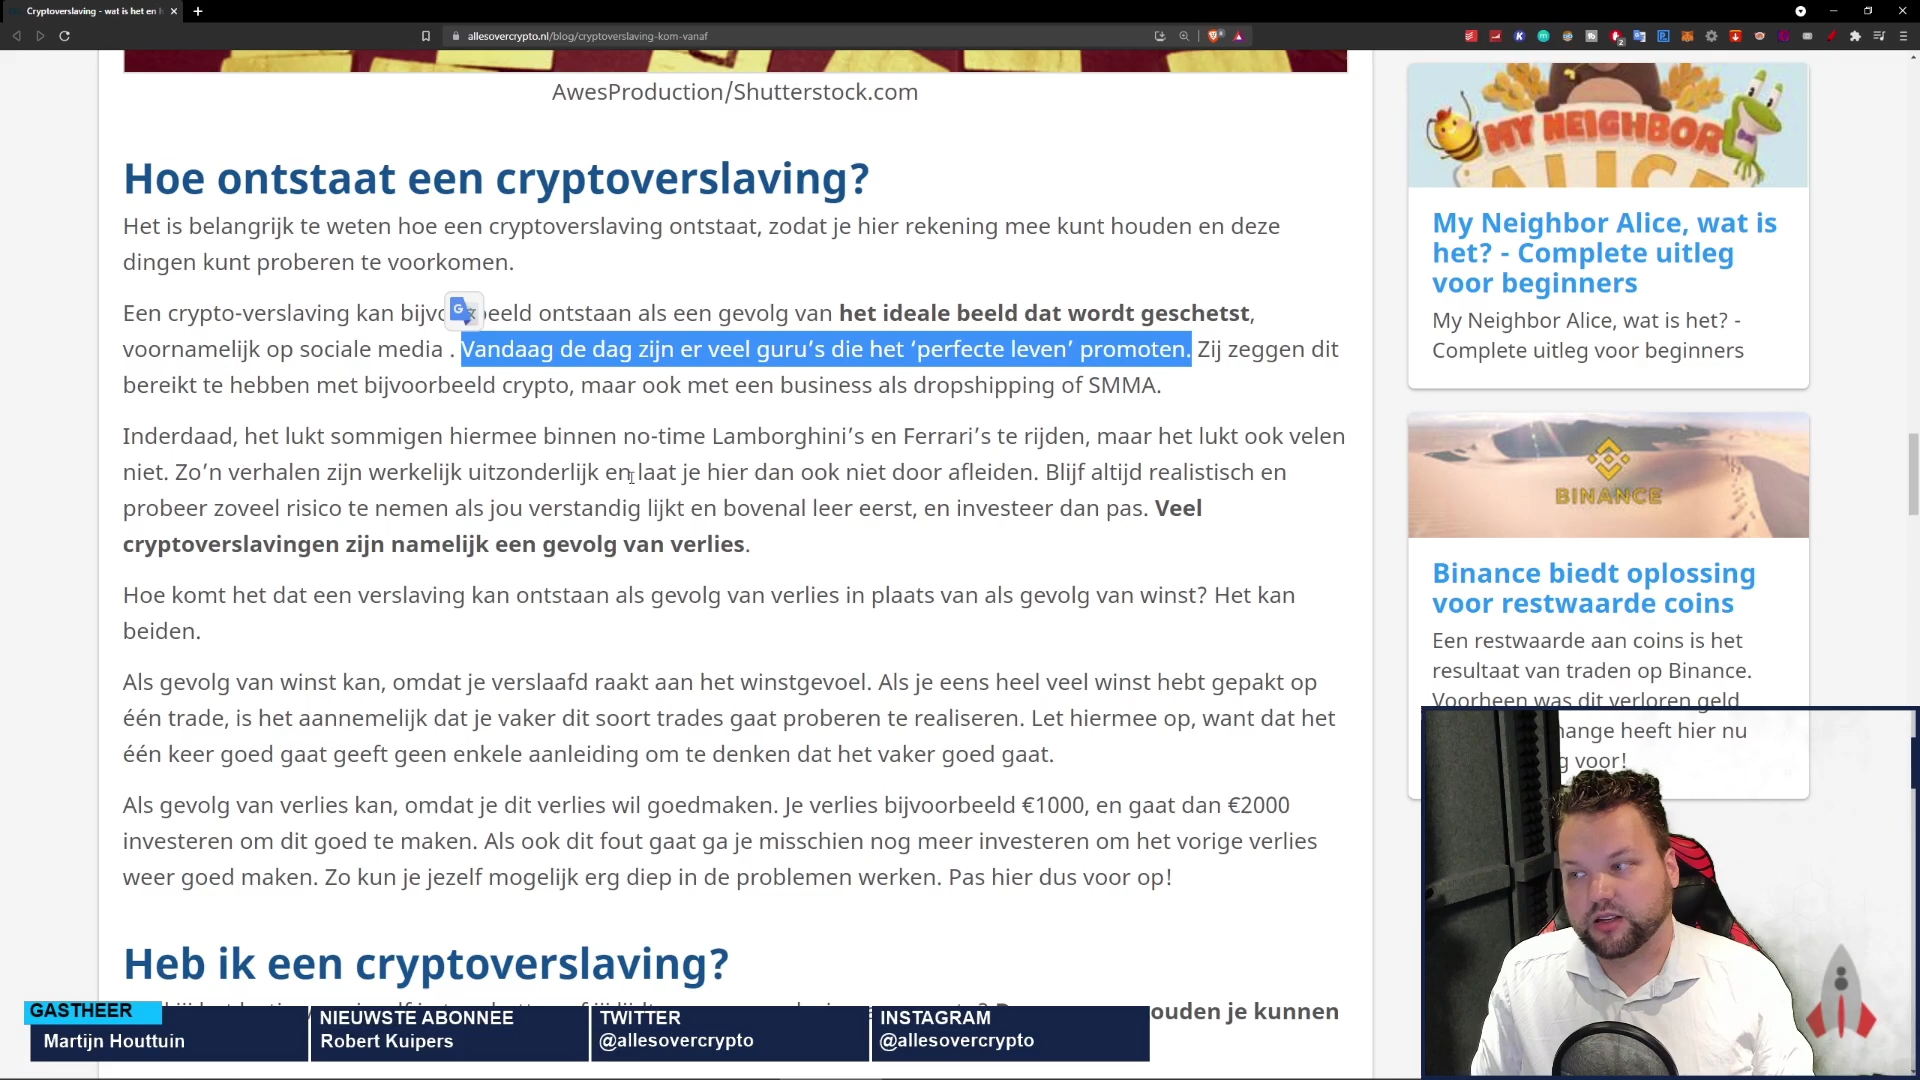 Cryptoverslaving - wat is het en h
allesovercrypto.nl/blog/cryptoverslaving-kom-vanaf
AwesProduction/Shutterstock.com
Hoe ontstaat een cryptoverslaving?
Het is belangrijk te weten hoe een cryptoverslaving ontstaat, zodat je hier rekening mee kunt houden en deze
dingen kunt proberen te voorkomen.
Een crypto-verslaving kan bijvo beeld ontstaan als een gevolg van het ideale beeld dat wordt geschetst,
voornamelijk op sociale media . Vandaag de dag zijn er veel guru’s die het ‘perfecte leven’ promoten. Zij zeggen dit
bereikt te hebben met bijvoorbeeld crypto, maar ook met een business als dropshipping of SMMA.
Inderdaad, het lukt sommigen hiermee binnen no-time Lamborghini’s en Ferrari’s te rijden, maar het lukt ook velen
niet. Zo’n verhalen zijn werkelijk uitzonderlijk en laat je hier dan ook niet door afleiden. Blijf altijd realistisch en
probeer zoveel risico te nemen als jou verstandig lijkt en bovenal leer eerst, en investeer dan pas. Veel
cryptoverslavingen zijn namelijk een gevolg van verlies.
Hoe komt het dat een verslaving kan ontstaan als gevolg van verlies in plaats van als gevolg van winst? Het kan
beiden.
Als gevolg van winst kan, omdat je verslaafd raakt aan het winstgevoel. Als je eens heel veel winst hebt gepakt op
één trade, is het aannemelijk dat je vaker dit soort trades gaat proberen te realiseren. Let hiermee op, want dat het
één keer goed gaat geeft geen enkele aanleiding om te denken dat het vaker goed gaat.
Als gevolg van verlies kan, omdat je dit verlies wil goedmaken. Je verlies bijvoorbeeld €1000, en gaat dan €2000
investeren om dit goed te maken. Als ook dit fout gaat ga je misschien nog meer investeren om het vorige verlies
weer goed maken. Zo kun je jezelf mogelijk erg diep in de problemen werken. Pas hier dus voor op!
Heb ik een cryptoverslaving?
ouden je kunnen
MY NEIGHBOR
ALICE
My Neighbor Alice, wat is
het? - Complete uitleg
voor beginners
My Neighbor Alice, wat is het? -
Complete uitleg voor beginners
BINANCE
Binance biedt oplossing
voor restwaarde coins
Een restwaarde aan coins is het
resultaat van traden op Binance.
Voorheen was dit verloren geld
hange heeft hier nu
g voor!
GASTHEER
Martijn Houttuin
NIEUWSTE ABONNEE
Robert Kuipers
TWITTER
@allesovercrypto
INSTAGRAM
@allesovercrypto